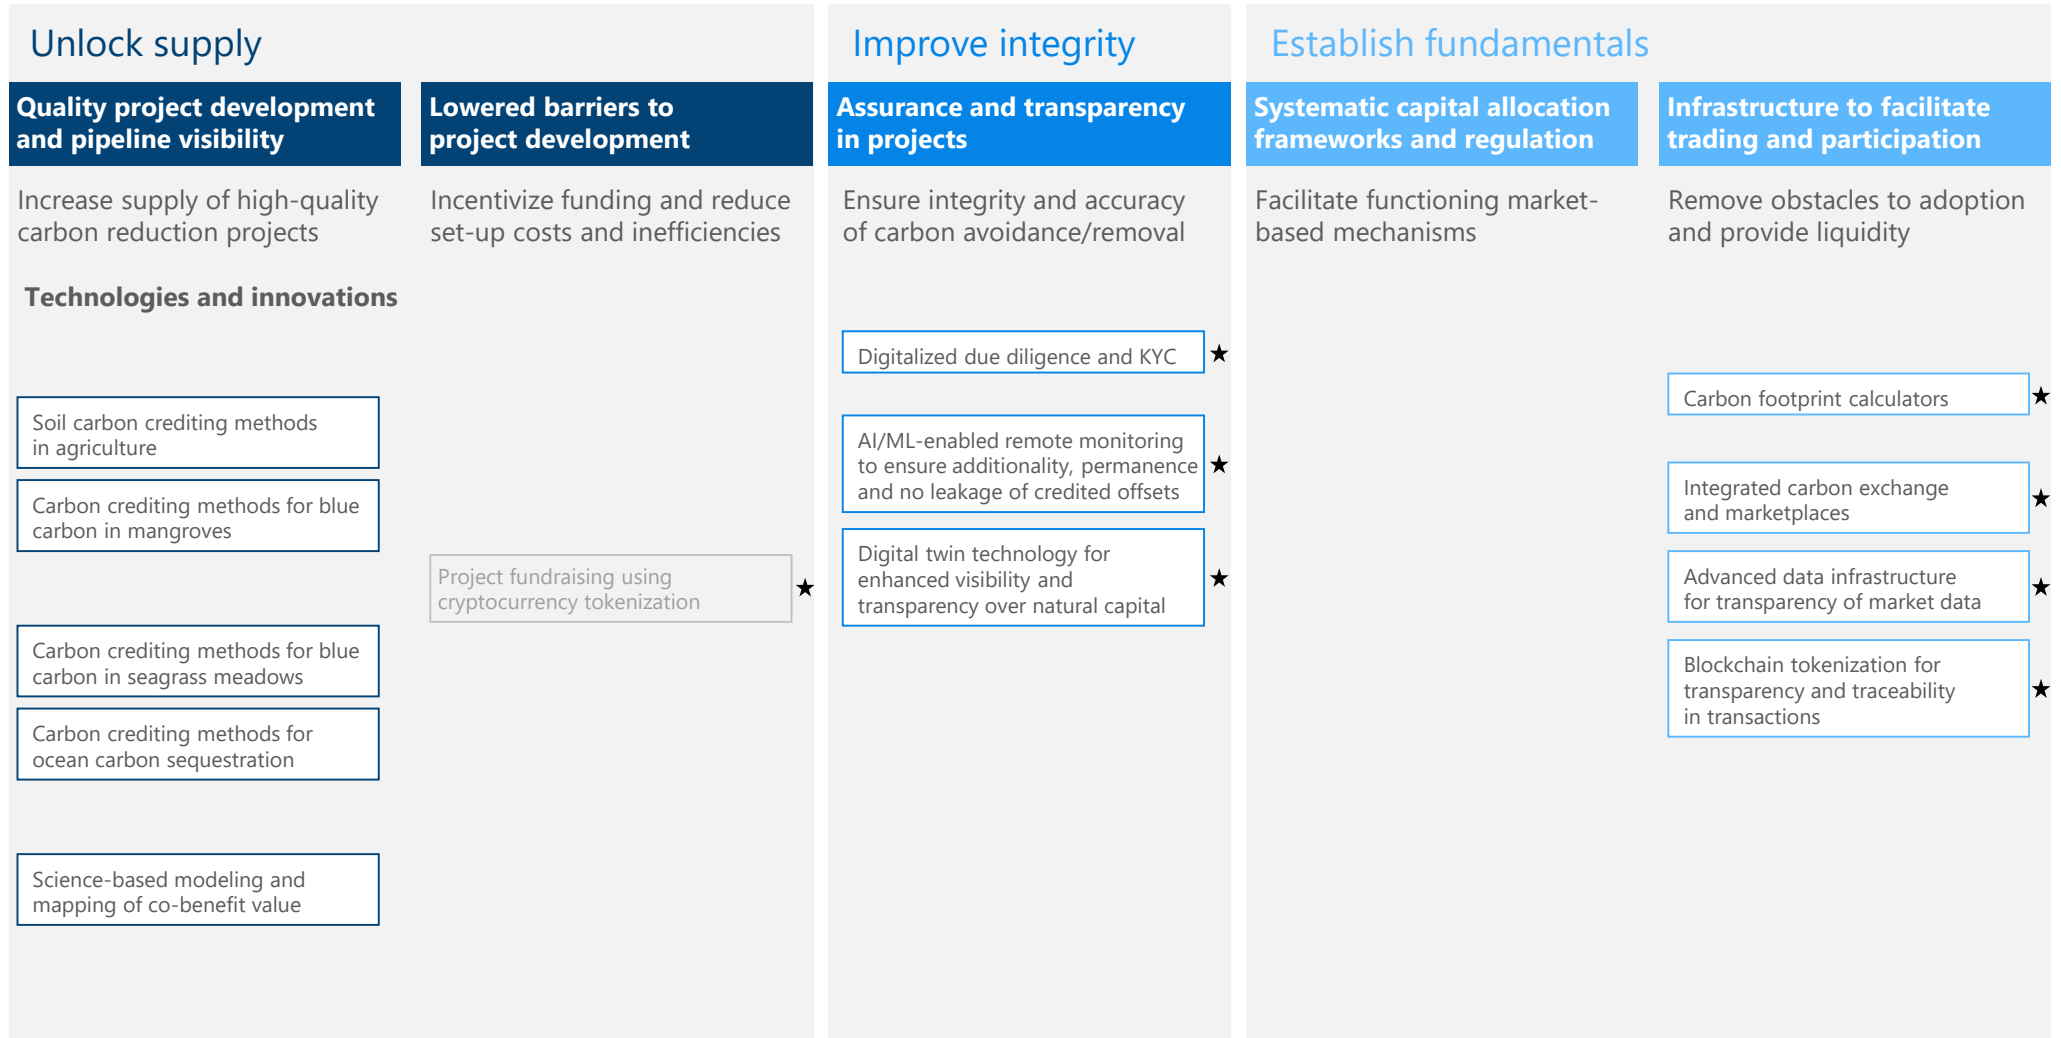 Unlock supply
Quality project development
and pipeline visibility
Increase supply of high-quality
carbon reduction projects
Technologies and innovations
Soil carbon crediting methods
in agriculture
Carbon crediting methods for blue
carbon in mangroves
Carbon crediting methods for blue
carbon in seagrass meadows
Carbon crediting methods for
ocean carbon sequestration
Science-based modeling and
mapping of co-benefit value
Lowered barriers to
project development
Incentivize funding and reduce
set-up costs and inefficiencies
Project fundraising using
cryptocurrency tokenization
Improve integrity
Assurance and transparency
in projects
Ensure integrity and accuracy
of carbon avoidance/removal
Digitalized due diligence and KYC
AI/ML-enabled remote monitoring
to ensure additionality, permanence
and no leakage of credited offsets
Digital twin technology for
enhanced visibility and
transparency over natural capital
Establish fundamentals
Systematic capital allocation
frameworks and regulation
Facilitate functioning market-
based mechanisms
Infrastructure to facilitate
trading and participation
Remove obstacles to adoption
and provide liquidity
Carbon footprint calculators
Integrated carbon exchange
and marketplaces
Advanced data infrastructure
for transparency of market data
Blockchain tokenization for
transparency and traceability
in transactions